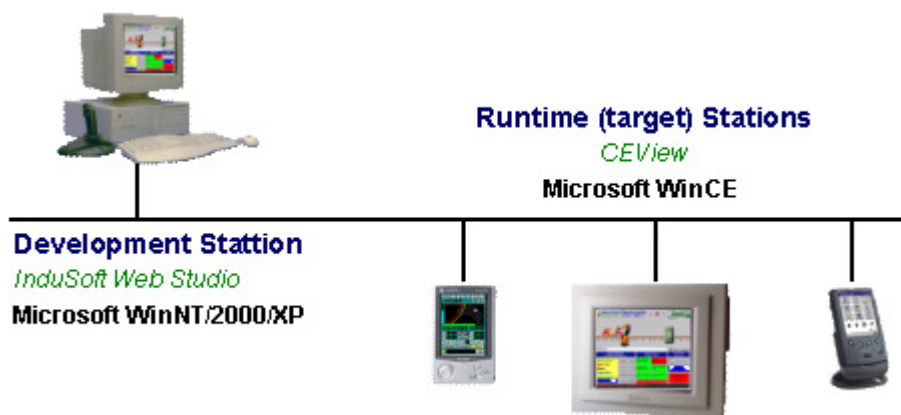 Runtime (target) Stations
CEView
Microsoft WinCE
Development Stattion
InduSoft Web Studio
Microsoft WinNT/2000/XP